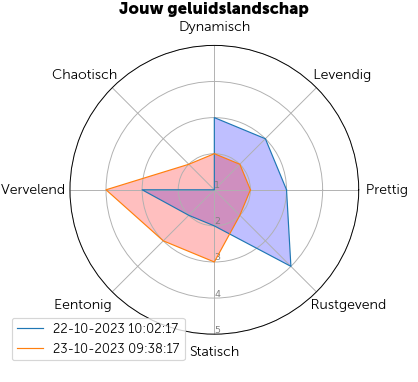 Jouw geluidslandschap
Dynamisch
Chaotisch
Levendig
Vervelend
1
Prettig
2
3
4
Eentonig
Rustgevend
5
22-10-2023 10:02:17
23-10-2023 09:38:17
Statisch